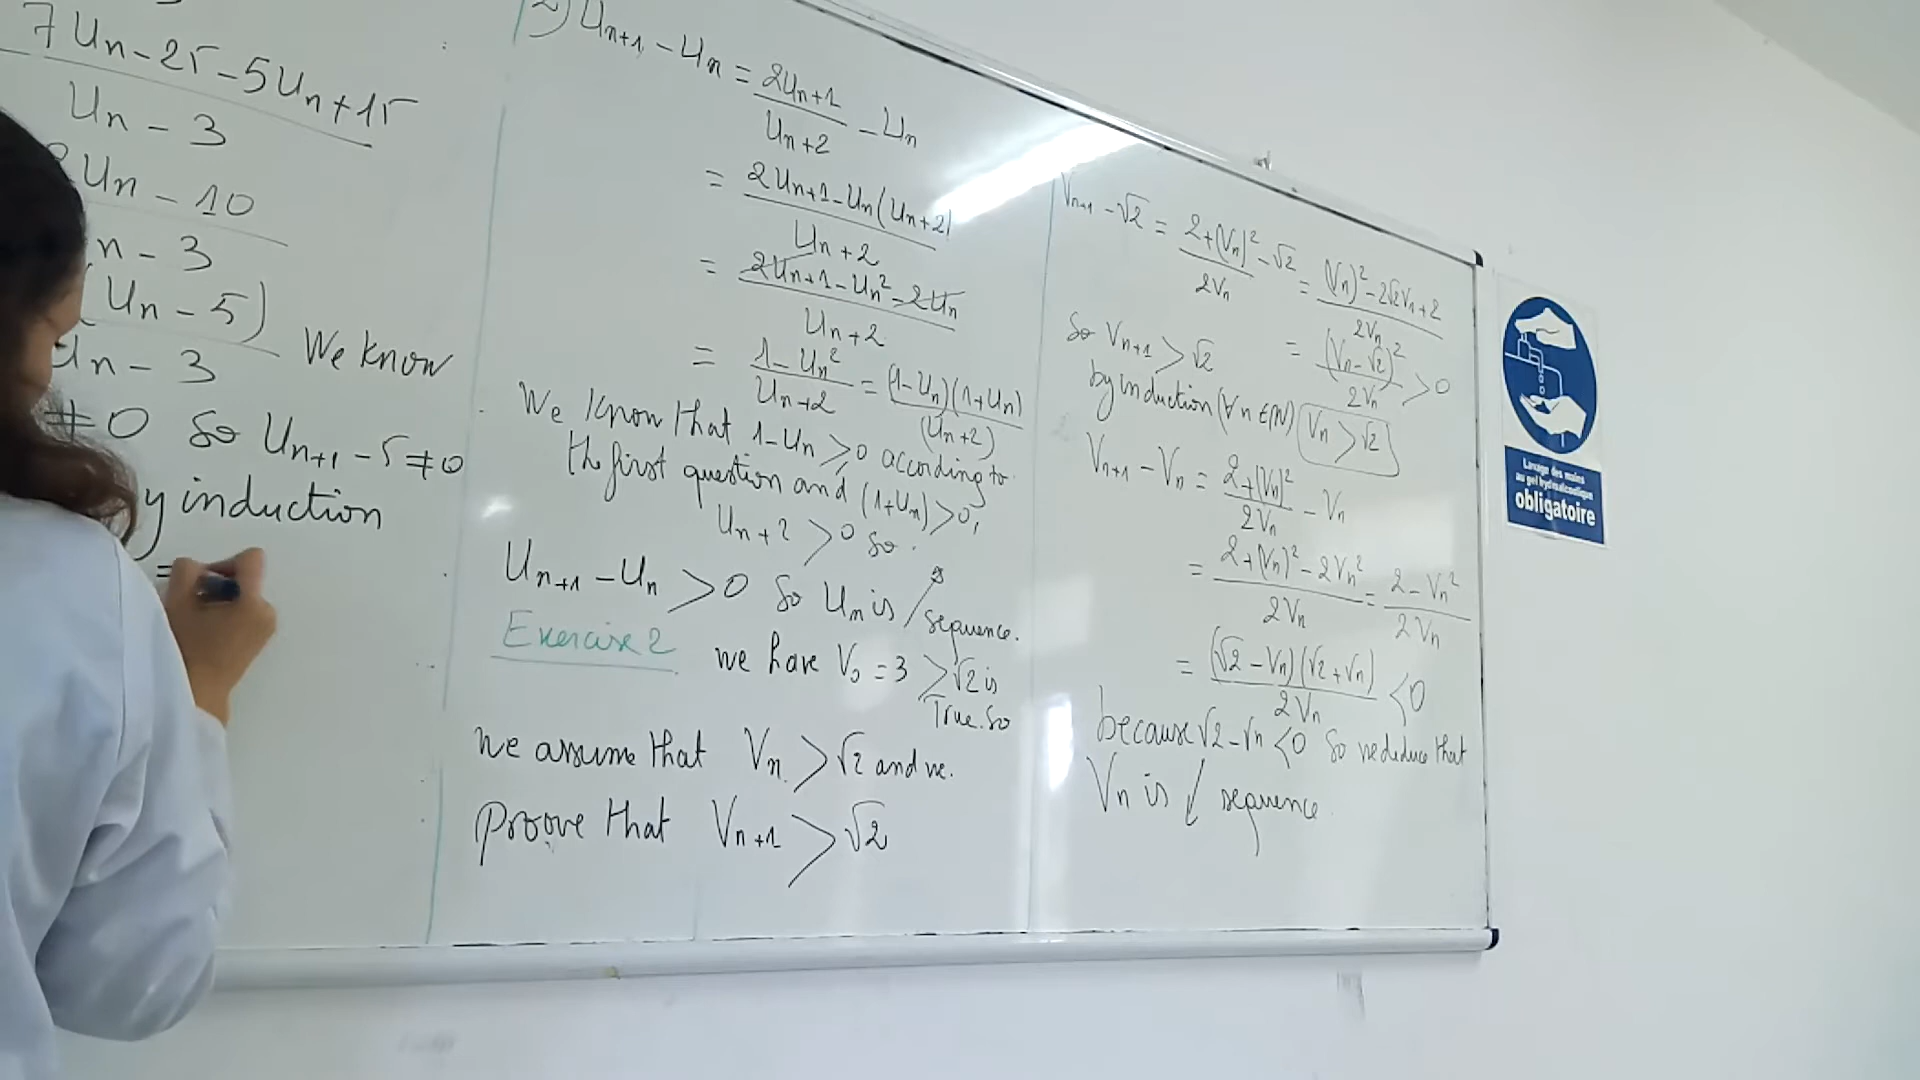 7Un-25-5Un+15
Un - 3
Un - 10
n - 3
(Un - 5)
Un - 3
We know
≠0 So Un+1 - 5 ≠ 0
y induction
=
2) Un+1 - Un = 2Un+1 / Un+2 - Un
= 2Un+1-Un(Un+2) / Un+2
= 2Un+1-Un²-2Un / Un+2
= 1-Un² / Un+2 = (1-Un)(1+Un) / (Un+2)
We know that 1-Un > 0 according to
the first question and (1+Un) > 0,
Un+2 > 0 so
Un+1 - Un > 0 So Un is ↗ sequence.
Exercise 2
we have V0 = 3 > √2 is
True. So
we assume that Vn > √2 and we
proove that Vn+1 > √2
Vn+1 - √2 = 2+(Vn)² / 2Vn - √2 = (Vn)²-2√2Vn+2 / 2Vn
= (Vn-√2)² / 2Vn > 0
So Vn+1 > √2
by induction (∀n∈IN) Vn > √2
Vn+1 - Vn = 2+(Vn)² / 2Vn - Vn
= 2+(Vn)²-2Vn² / 2Vn = 2-Vn² / 2Vn
= (√2-Vn)(√2+Vn) / 2Vn < 0
because √2-Vn < 0 So we deduce that
Vn is ↙ sequence.
Lavage des mains
au gel hydroalcoolique
obligatoire